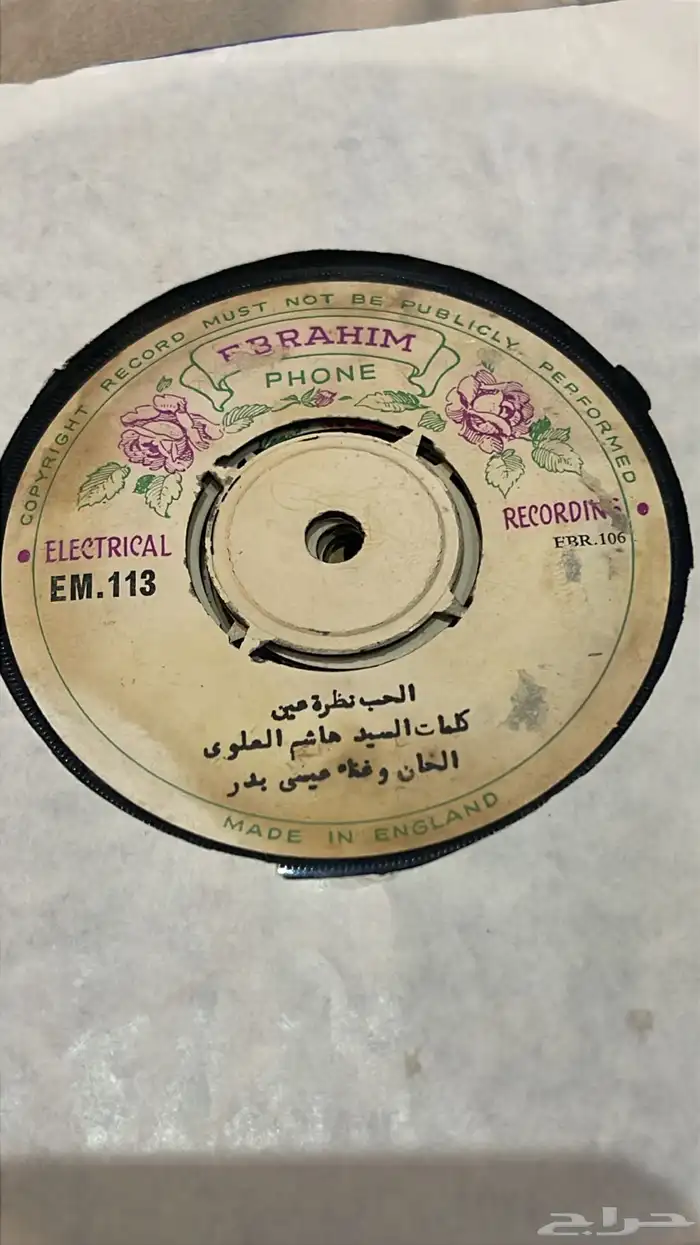 COPYRIGHT RECORD MUST NOT BE PUBLICLY PERFORMED
EBRAHIM
PHONE
ELECTRICAL
RECORDING
EM.113
EBR.106
الحب نظرة عين
كلمات السيد هاشم العلوى
الحان وغناء عيسى بدر
MADE IN ENGLAND
حراج